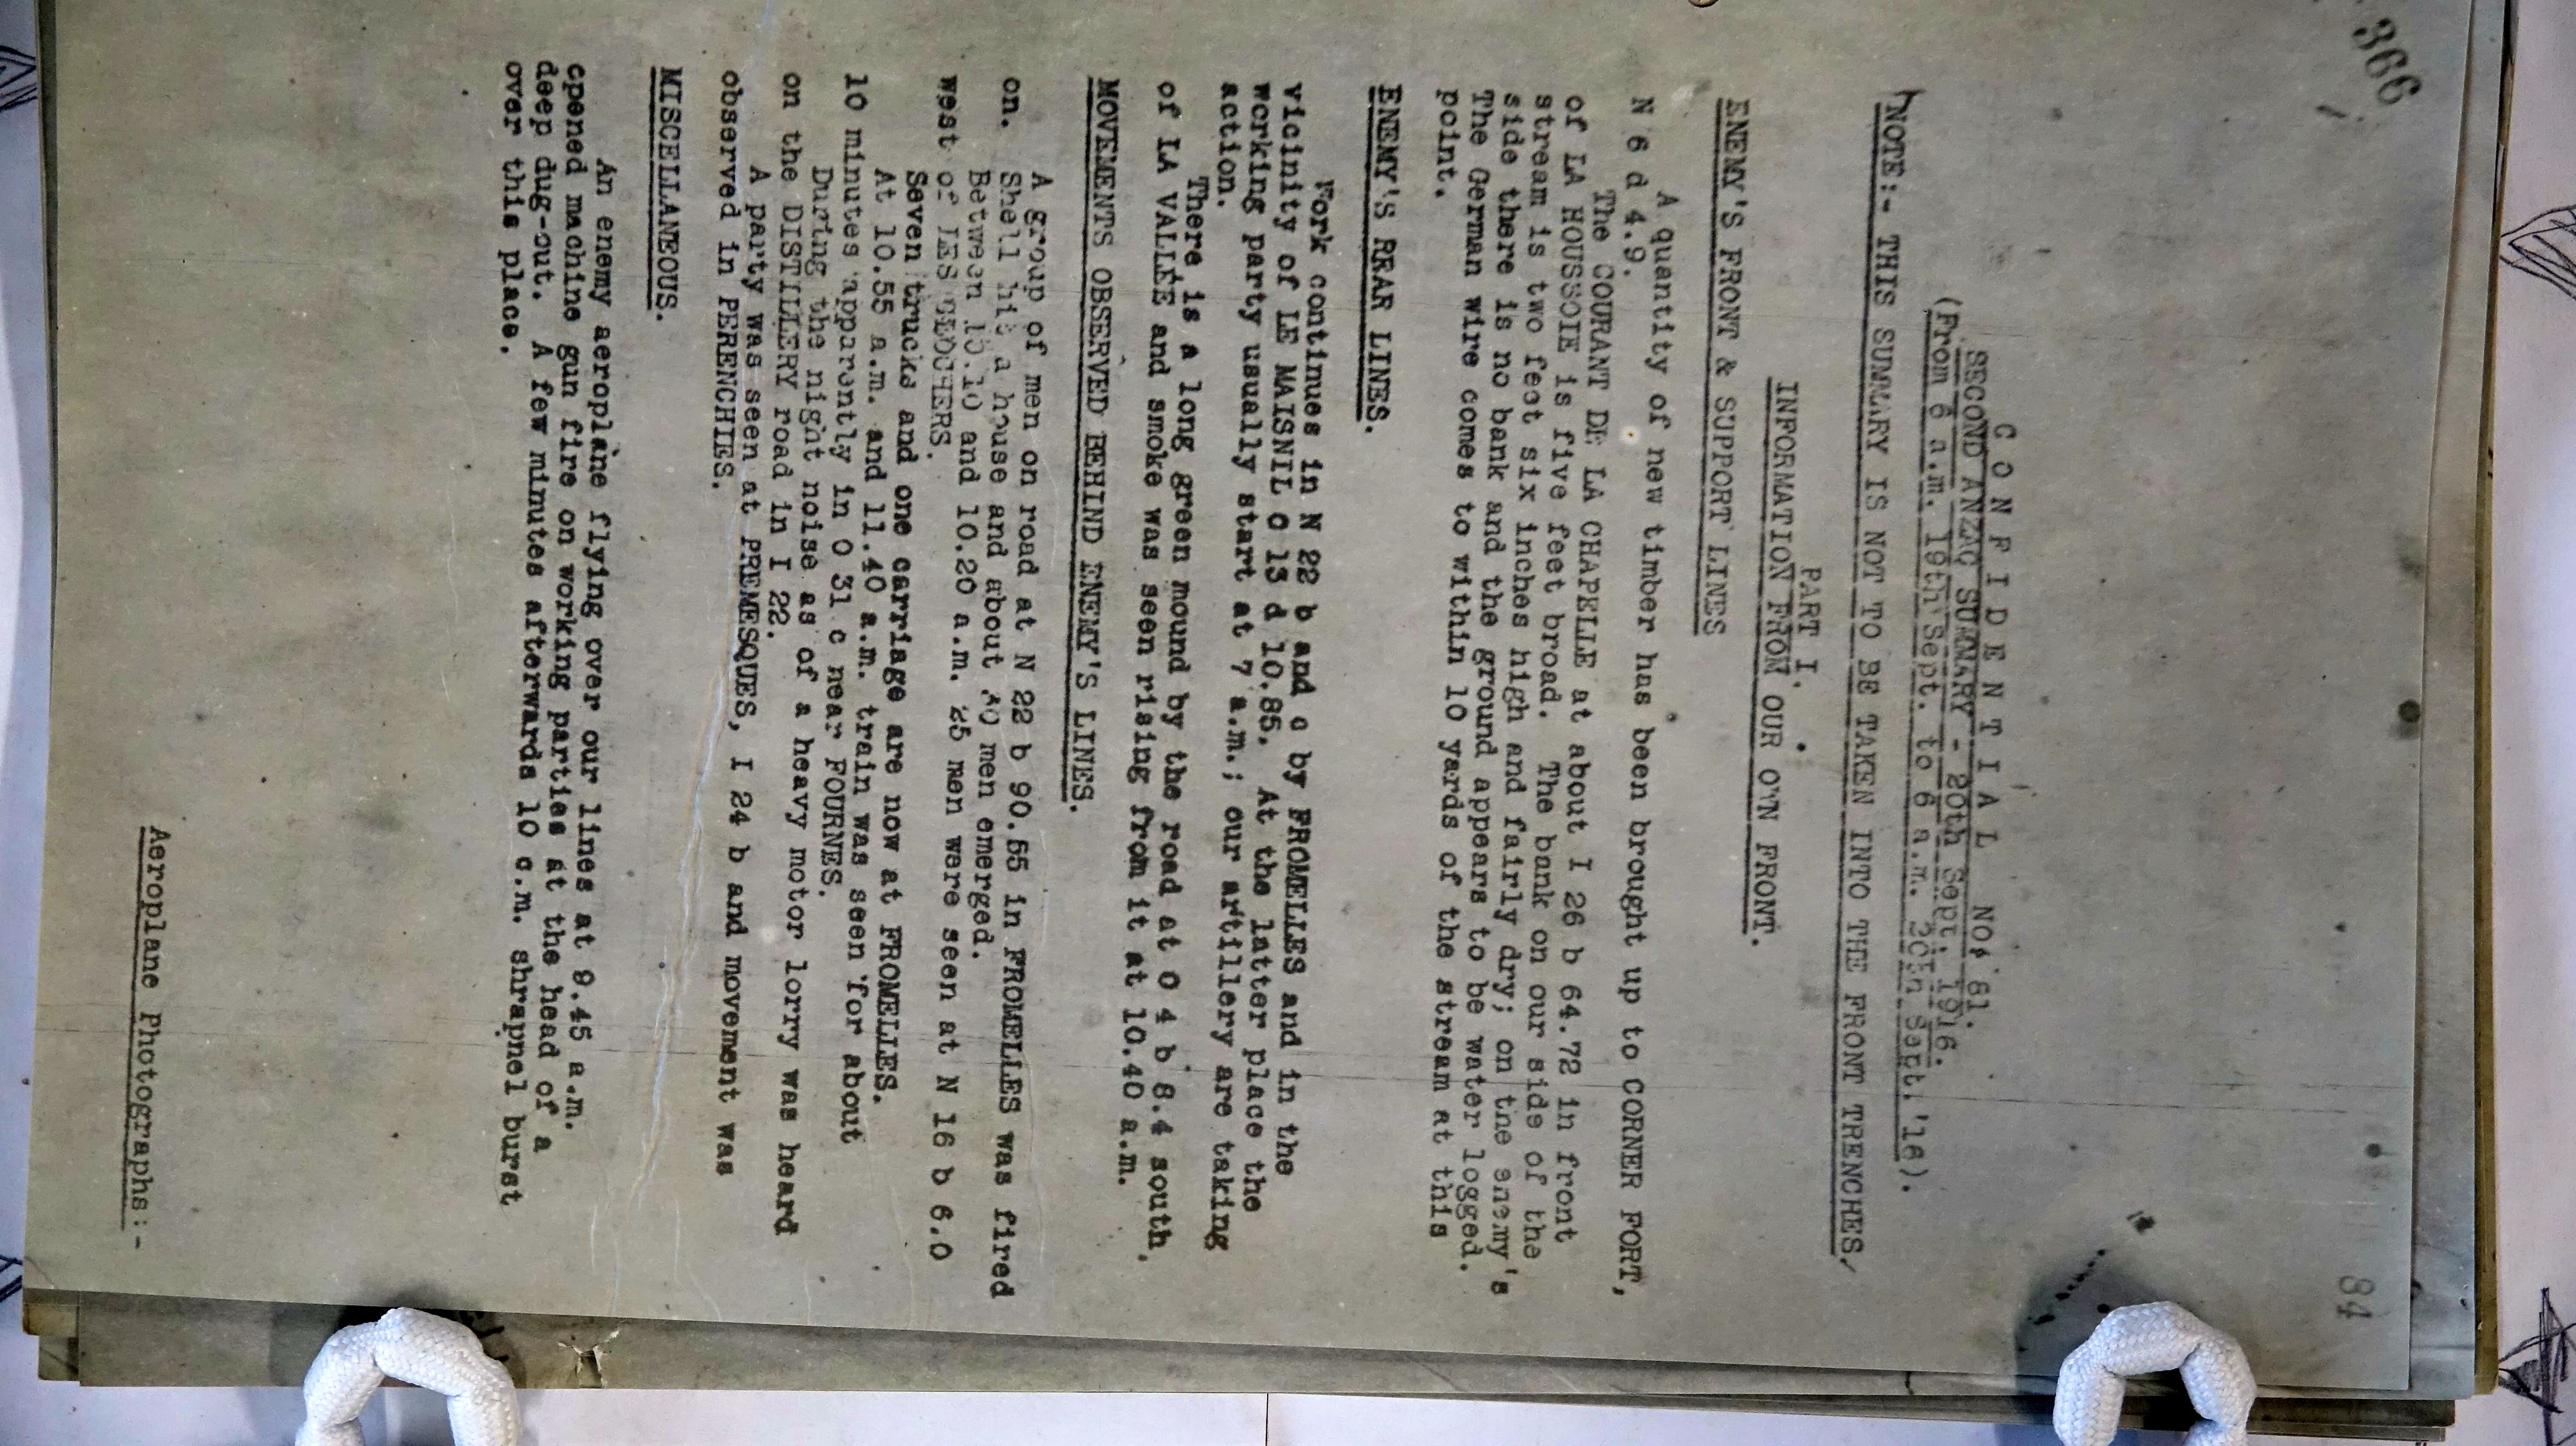 366
84
C O N F I D E N T I A L   NO. 61.
SECOND ANZAC SUMMARY - 20th Sept. 1916.
(From 6 a.m. 19th Sept. to 6 a.m. 20th Sept.'16).
NOTE:- THIS SUMMARY IS NOT TO BE TAKEN INTO THE FRONT TRENCHES.
PART I.
INFORMATION FROM OUR OWN FRONT.
ENEMY'S FRONT & SUPPORT LINES
A quantity of new timber has been brought up to CORNER FORT,
N 6 d 4.9.
The COURANT DE LA CHAPELLE at about I 26 b 64.72 in front
of LA HOUSSOIE is five feet broad. The bank on our side of the
stream is two feet six inches high and fairly dry; on the enemy's
side there is no bank and the ground appears to be water logged.
The German wire comes to within 10 yards of the stream at this
point.
ENEMY'S RRAR LINES.
Fork continues in N 22 b and c by FROMELLES and in the
vicinity of LE MAISNIL O 13 d 10.85. At the latter place the
working party usually start at 7 a.m.; our artillery are taking
action.
There is a long green mound by the road at O 4 b 8.4 south
of LA VALLÉE and smoke was seen rising from it at 10.40 a.m.
MOVEMENTS OBSERVED BEHIND ENEMY'S LINES.
A group of men on road at N 22 b 90.55 in FROMELLES was fired
on. Shell hit a house and about men emerged.
Between 10.10 and 10.20 a.m. 25 men were seen at N 16 b 6.0
west of LES
Seven trucks and one carriage are now at FROMELLES.
At 10.55 a.m. and 11.40 a.m. train was seen for about
10 minutes apparently in O 31 c near FOURNES.
During the night noise as of a heavy motor lorry was heard
on the DISTILLERY road in I 22.
A party was seen at PREMESQUES, I 24 b and movement was
observed in PERENCHIES.
MISCELLANEOUS.
An enemy aeroplane flying over our lines at 9.45 a.m.
opened machine gun fire on working parties at the head of a
deep dug-out. A few minutes afterwards 10 c.m. shrapnel burst
over this place.
Aeroplane Photographs:-